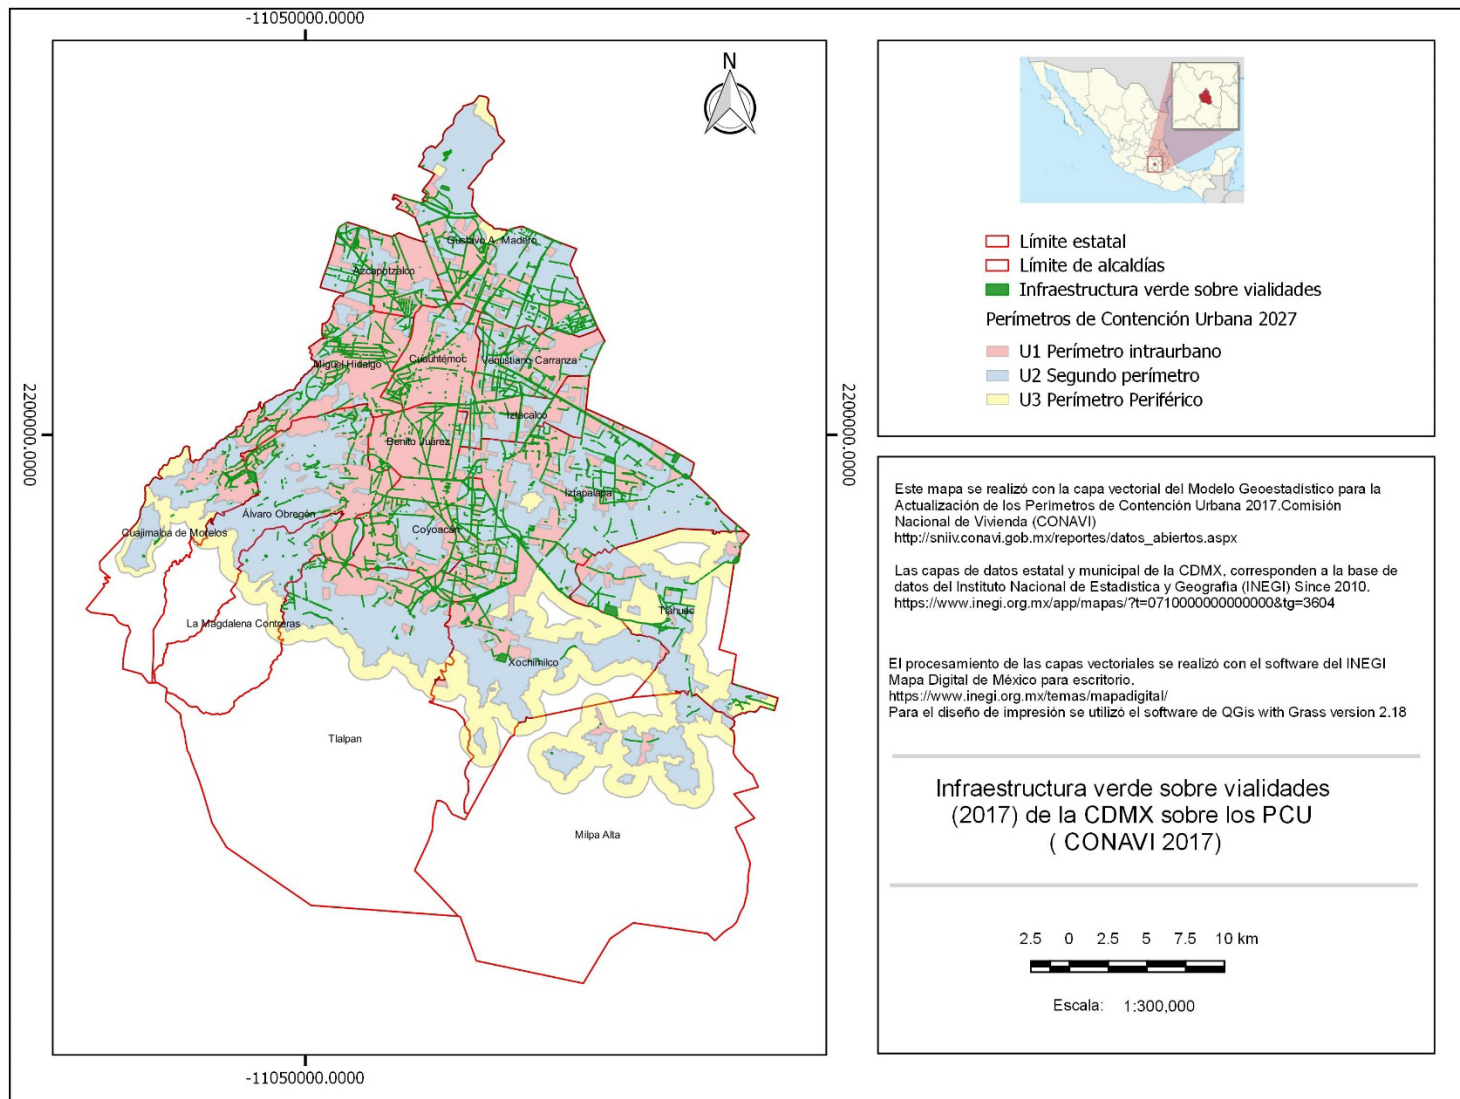 -11050000.0000
N
2200000.0000
2200000.0000
Gustavo A. Madero
Azcapotzalco
Miguel Hidalgo
Cuauhtémoc
Venustiano Carranza
Iztacalco
Benito Juárez
Iztapalapa
Álvaro Obregón
Coyoacán
Cuajimalpa de Morelos
La Magdalena Contreras
Tláhuac
Xochimilco
Tlalpan
Milpa Alta
-11050000.0000
Límite estatal
Límite de alcaldías
Infraestructura verde sobre vialidades
Perímetros de Contención Urbana 2027
U1 Perímetro intraurbano
U2 Segundo perímetro
U3 Perímetro Periférico
Este mapa se realizó con la capa vectorial del Modelo Geoestadístico para la
Actualización de los Perímetros de Contención Urbana 2017.Comisión
Nacional de Vivienda (CONAVI)
http://sniiv.conavi.gob.mx/reportes/datos_abiertos.aspx
Las capas de datos estatal y municipal de la CDMX, corresponden a la base de
datos del Instituto Nacional de Estadística y Geografía (INEGI) Since 2010.
https://www.inegi.org.mx/app/mapas/?t=0710000000000000&tg=3604
El procesamiento de las capas vectoriales se realizó con el software del INEGI
Mapa Digital de México para escritorio.
https://www.inegi.org.mx/temas/mapadigital/
Para el diseño de impresión se utilizó el software de QGis with Grass version 2.18
Infraestructura verde sobre vialidades
(2017) de la CDMX sobre los PCU
( CONAVI 2017)
2.5 0 2.5 5 7.5 10 km
Escala: 1:300,000